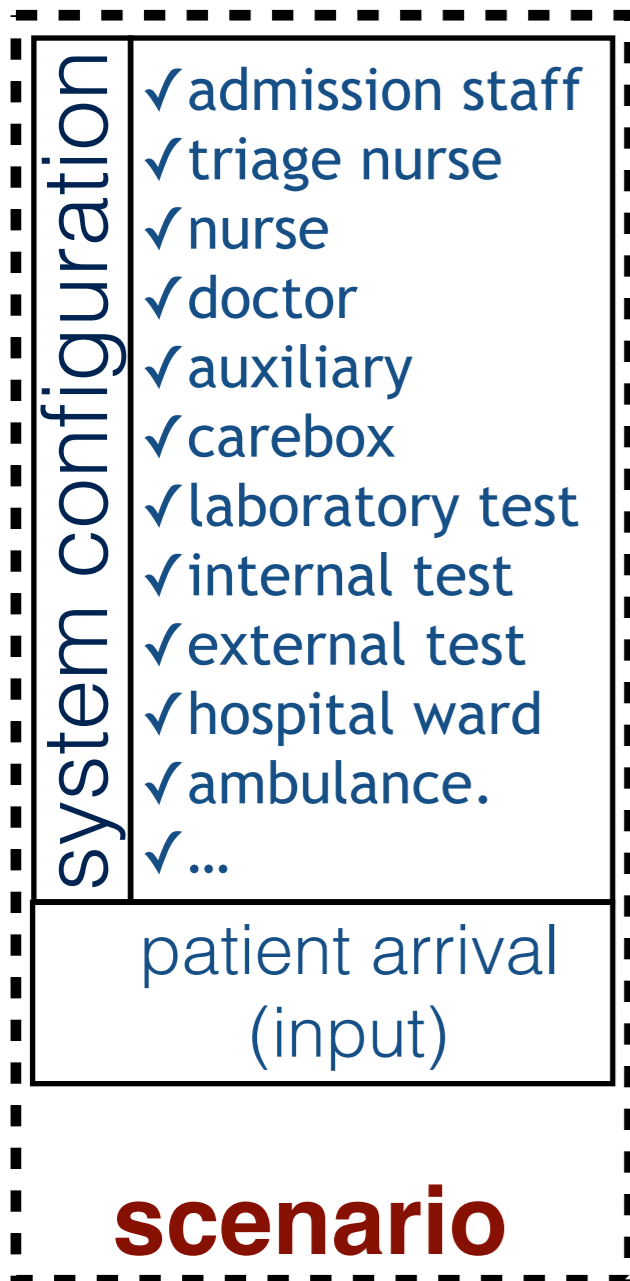 system configuration
✓admission staff
✓triage nurse
✓nurse
✓doctor
✓auxiliary
✓carebox
✓laboratory test
✓internal test
✓external test
✓hospital ward
✓ambulance.
✓...
patient arrival
(input)
scenario